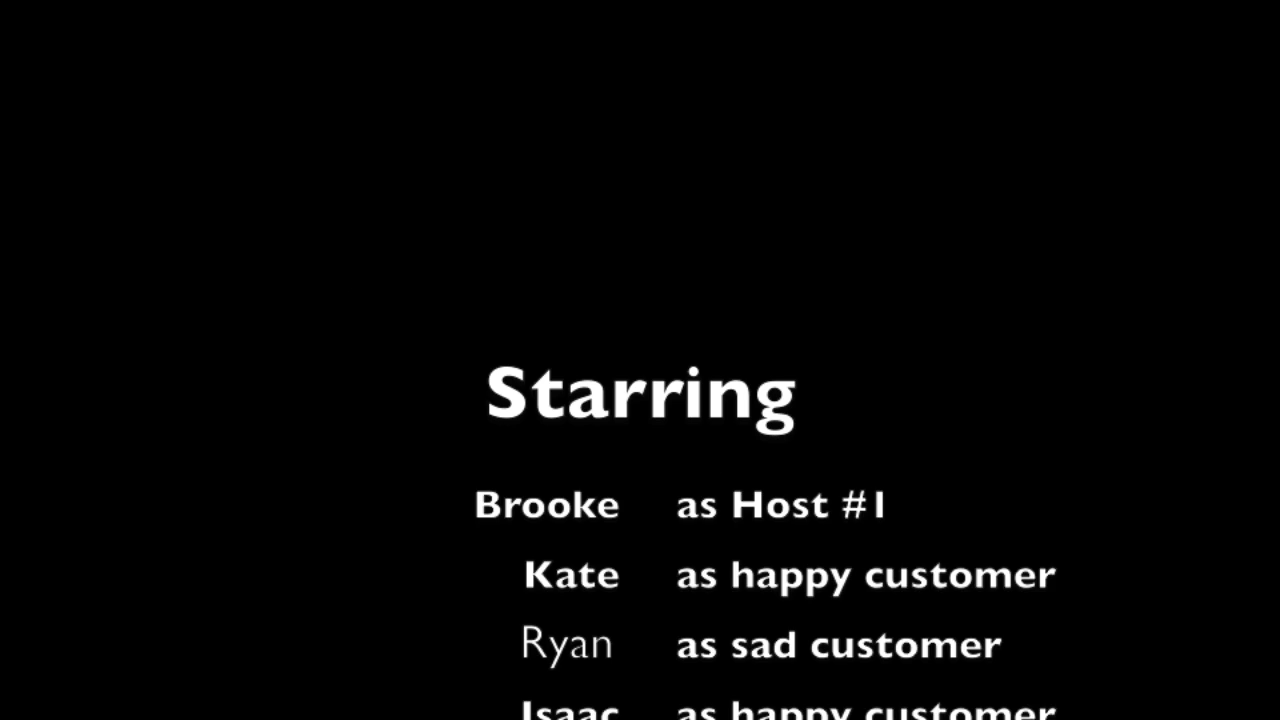 Starring
Brooke as Host #1
Kate as happy customer
Ryan as sad customer
Isaac as happy customer